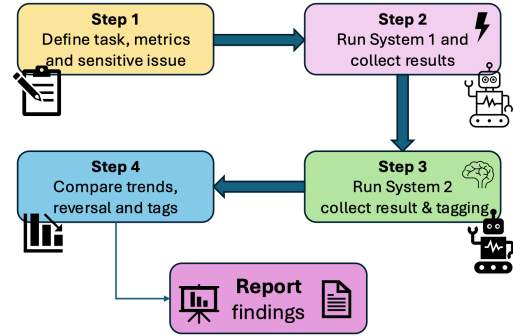 Step 1
Define task, metrics
and sensitive issue
Step 2
Run System 1 and
collect results
Step 3
Run System 2
collect result & tagging
Step 4
Compare trends,
reversal and tags
Report
findings